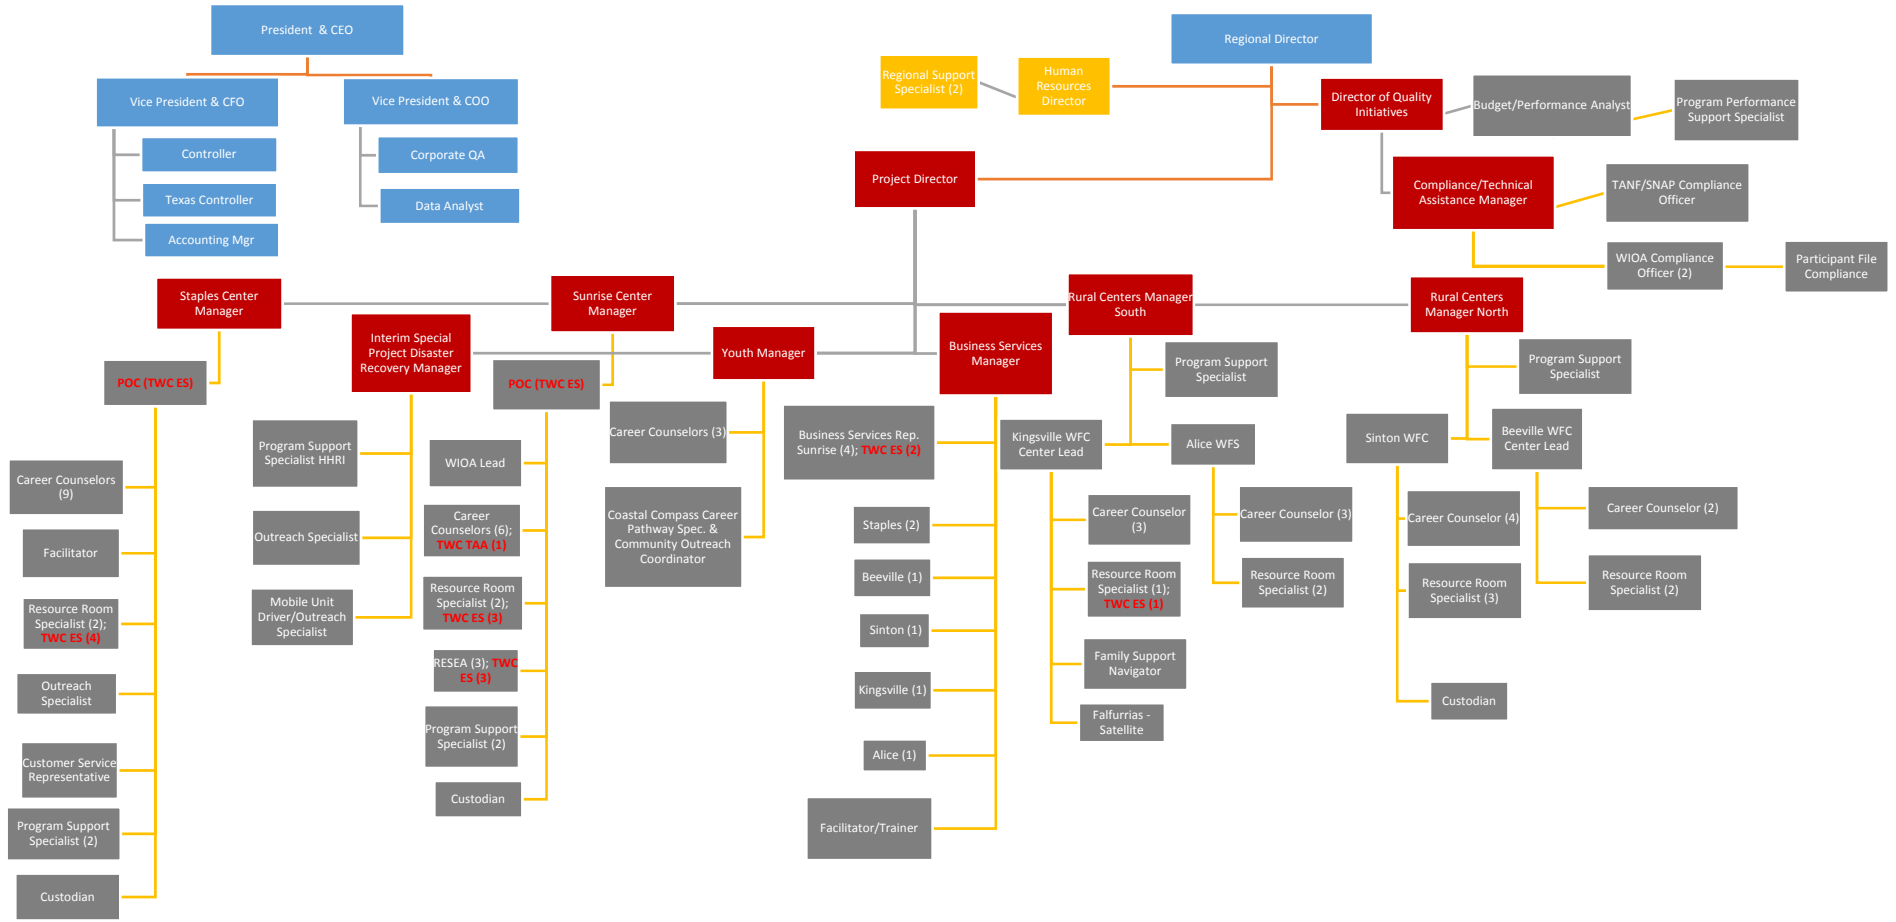 President  & CEO
Vice President & CFO
Vice President & COO
Controller
Texas Controller
Accounting Mgr
Corporate QA
Data Analyst
Regional Director
Regional Support
Specialist (2)
Human
Resources
Director
Director of Quality
Initiatives
Budget/Performance Analyst
Program Performance
Support Specialist
Project Director
Compliance/Technical
Assistance Manager
TANF/SNAP Compliance
Officer
WIOA Compliance
Officer (2)
Participant File
Compliance
Staples Center
Manager
Interim Special
Project Disaster
Recovery Manager
Sunrise Center
Manager
Youth Manager
Business Services
Manager
Rural Centers Manager
South
Rural Centers
Manager North
POC (TWC ES)
Career Counselors
(9)
Facilitator
Resource Room
Specialist (2);
TWC ES (4)
Outreach
Specialist
Customer Service
Representative
Program Support
Specialist (2)
Custodian
Program Support
Specialist HHRI
Outreach Specialist
Mobile Unit
Driver/Outreach
Specialist
POC (TWC ES)
WIOA Lead
Career
Counselors (6);
TWC TAA (1)
Resource Room
Specialist (2);
TWC ES (3)
RESEA (3); TWC
ES (3)
Program Support
Specialist (2)
Custodian
Career Counselors (3)
Coastal Compass Career
Pathway Spec. &
Community Outreach
Coordinator
Business Services Rep.
Sunrise (4); TWC ES (2)
Staples (2)
Beeville (1)
Sinton (1)
Kingsville (1)
Alice (1)
Facilitator/Trainer
Program Support
Specialist
Kingsville WFC
Center Lead
Alice WFS
Career Counselor
(3)
Resource Room
Specialist (1);
TWC ES (1)
Family Support
Navigator
Falfurrias -
Satellite
Career Counselor (3)
Resource Room
Specialist (2)
Program Support
Specialist
Sinton WFC
Beeville WFC
Center Lead
Career Counselor (4)
Resource Room
Specialist (3)
Custodian
Career Counselor (2)
Resource Room
Specialist (2)